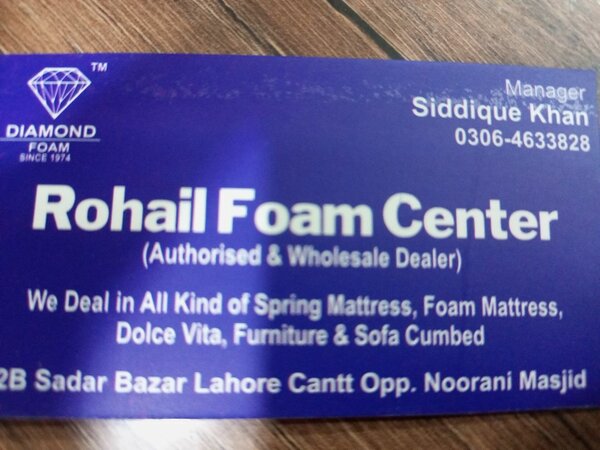 TM
DIAMOND
FOAM
SINCE 1974
Manager
Siddique Khan
0306-4633828
Rohail Foam Center
(Authorised & Wholesale Dealer)
We Deal in All Kind of Spring Mattress, Foam Mattress,
Dolce Vita, Furniture & Sofa Cumbed
2B Sadar Bazar Lahore Cantt Opp. Noorani Masjid